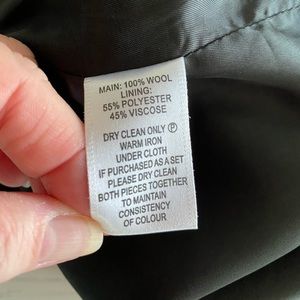 MAIN: 100% WOOL
LINING:
55% POLYESTER
45% VISCOSE
DRY CLEAN ONLY Ⓟ
WARM IRON
UNDER CLOTH
IF PURCHASED AS A SET
PLEASE DRY CLEAN
BOTH PIECES TOGETHER
TO MAINTAIN
CONSISTENCY
OF COLOUR